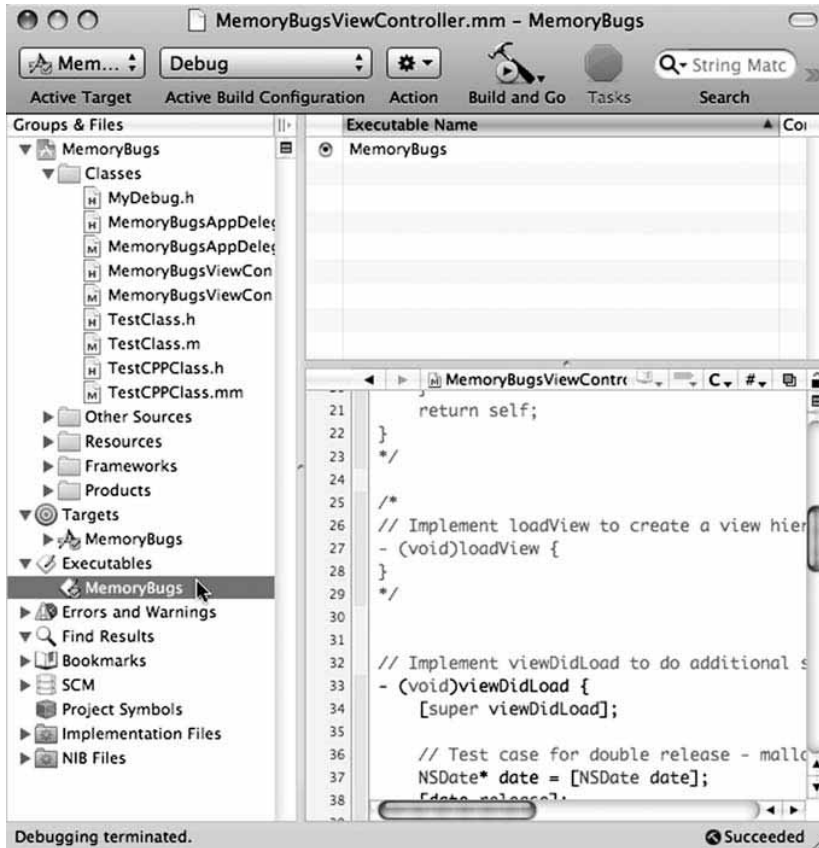 MemoryBugsViewController.mm – MemoryBugs
Mem... Debug String Matc
Active Target Active Build Configuration Action Build and Go Tasks Search
Groups & Files
MemoryBugs
Classes
MyDebug.h
MemoryBugsAppDeleg
MemoryBugsAppDeleg
MemoryBugsViewCon
MemoryBugsViewCon
TestClass.h
TestClass.m
TestCPPClass.h
TestCPPClass.mm
Other Sources
Resources
Frameworks
Products
Targets
MemoryBugs
Executables
MemoryBugs
Errors and Warnings
Find Results
Bookmarks
SCM
Project Symbols
Implementation Files
NIB Files
Executable Name
MemoryBugs
MemoryBugsViewContr C #
21 return self;
22 }
23 */
24
25 /*
26 // Implement loadView to create a view hier
27 - (void)loadView {
28 }
29 */
30
31
32 // Implement viewDidLoad to do additional s
33 - (void)viewDidLoad {
34 [super viewDidLoad];
35
36 // Test case for double release - mallo
37 NSDate* date = [NSDate date];
38 [date release];
Debugging terminated. Succeeded